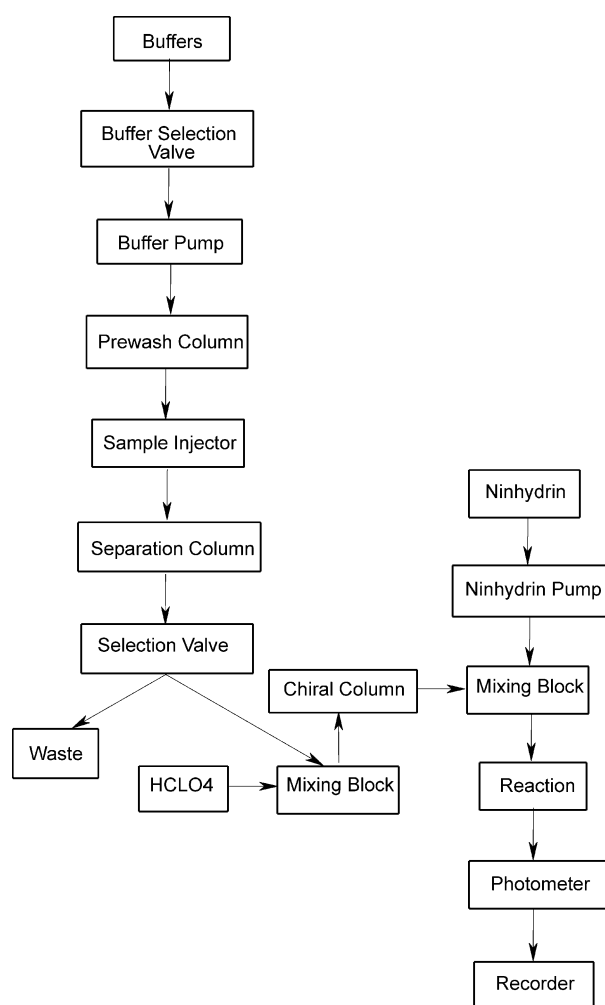 Buffers
Buffer Selection
Valve
Buffer Pump
Prewash Column
Sample Injector
Separation Column
Selection Valve
Waste
HCLO4
Mixing Block
Chiral Column
Ninhydrin
Ninhydrin Pump
Mixing Block
Reaction
Photometer
Recorder